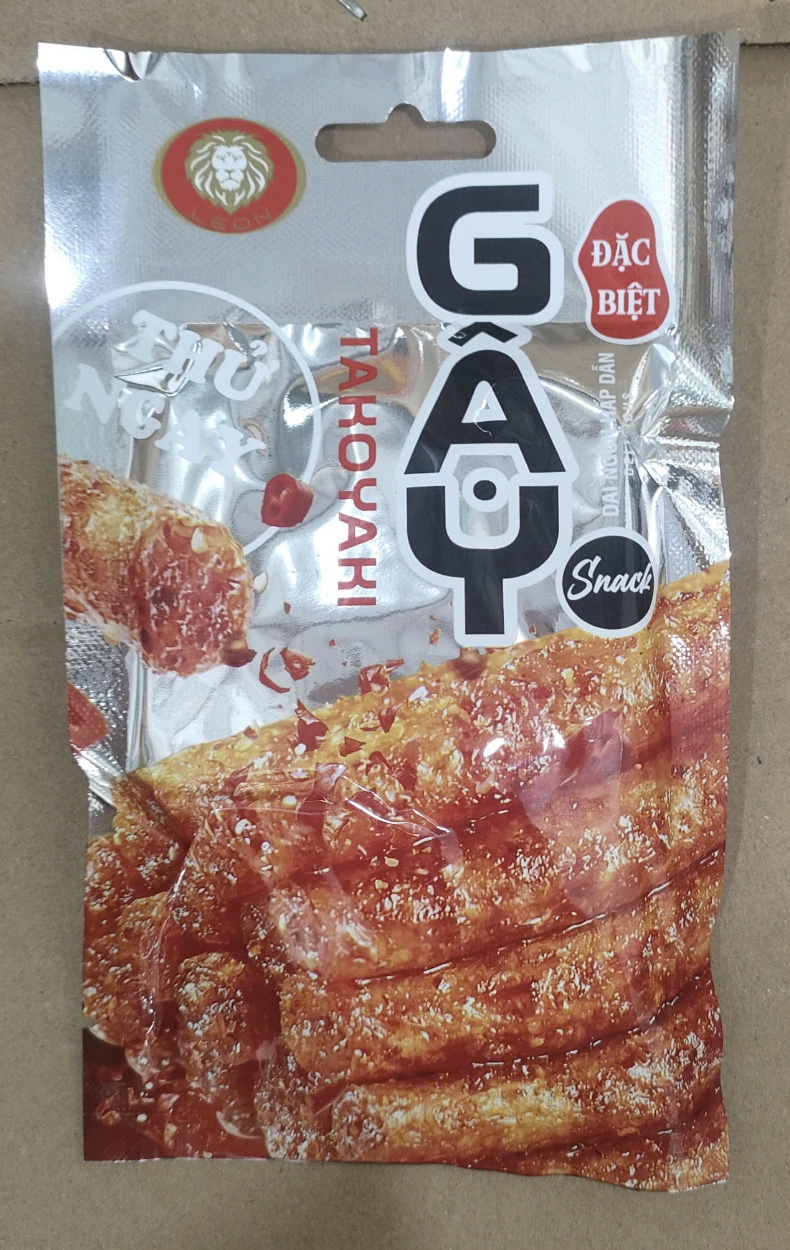 LEON
GẬY
ĐẶC
BIỆT
THỬ
NGAY
TAKOYAKI
DAI NGON HẤP DẪN
Snack